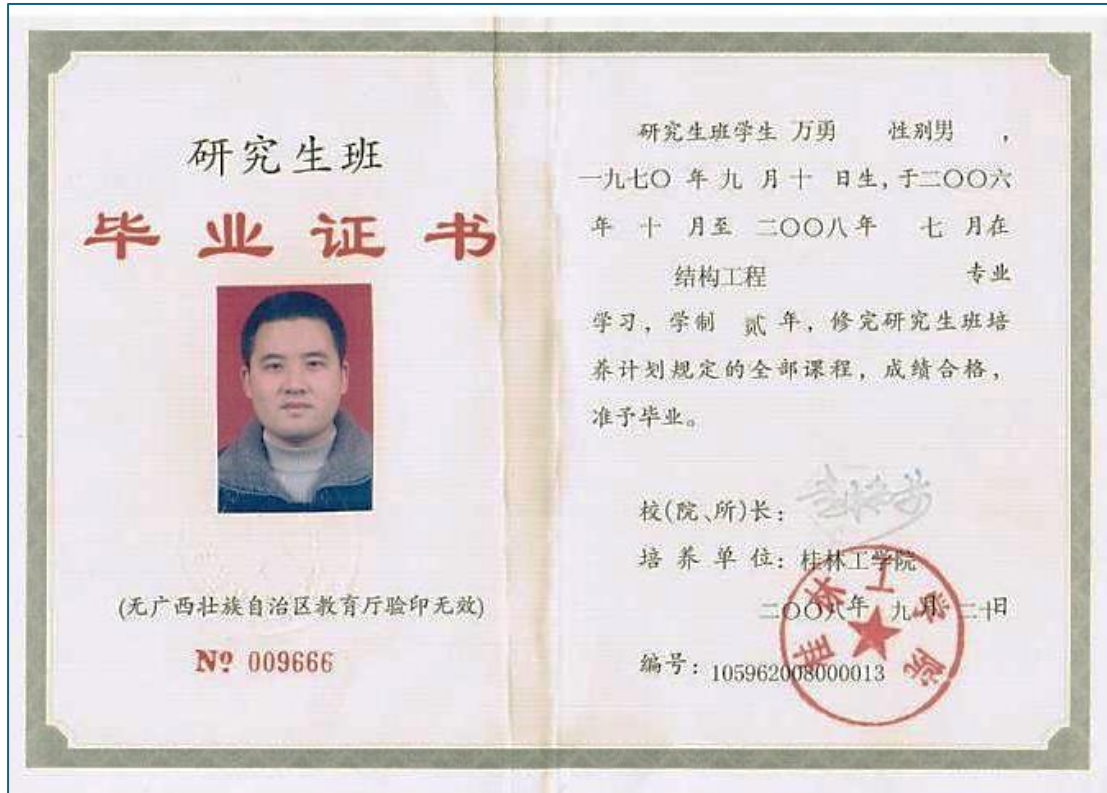 研究生班
毕业证书
(无广西壮族自治区教育厅验印无效)
Nº 009666
研究生班学生 万勇 性别男 ,
一九七〇 年 九 月 十 日生, 于二〇〇六
年 十 月至 二〇〇八年 七 月在
结构工程 专业
学习, 学制 贰 年, 修完研究生班培
养计划规定的全部课程, 成绩合格,
准予毕业。
校(院、所)长:
培养单位: 桂林工学院
二〇〇八年 九月 二十日
编号: 105962008000013
桂林工学院